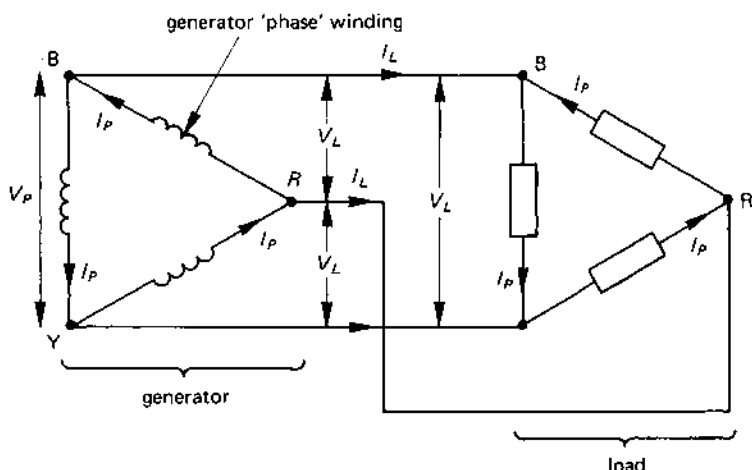 generator 'phase' winding
B
I_L
B
I_P
I_P
V_L
V_P
R
I_L
V_L
R
V_L
I_P
I_P
I_P
I_P
Y
generator
load